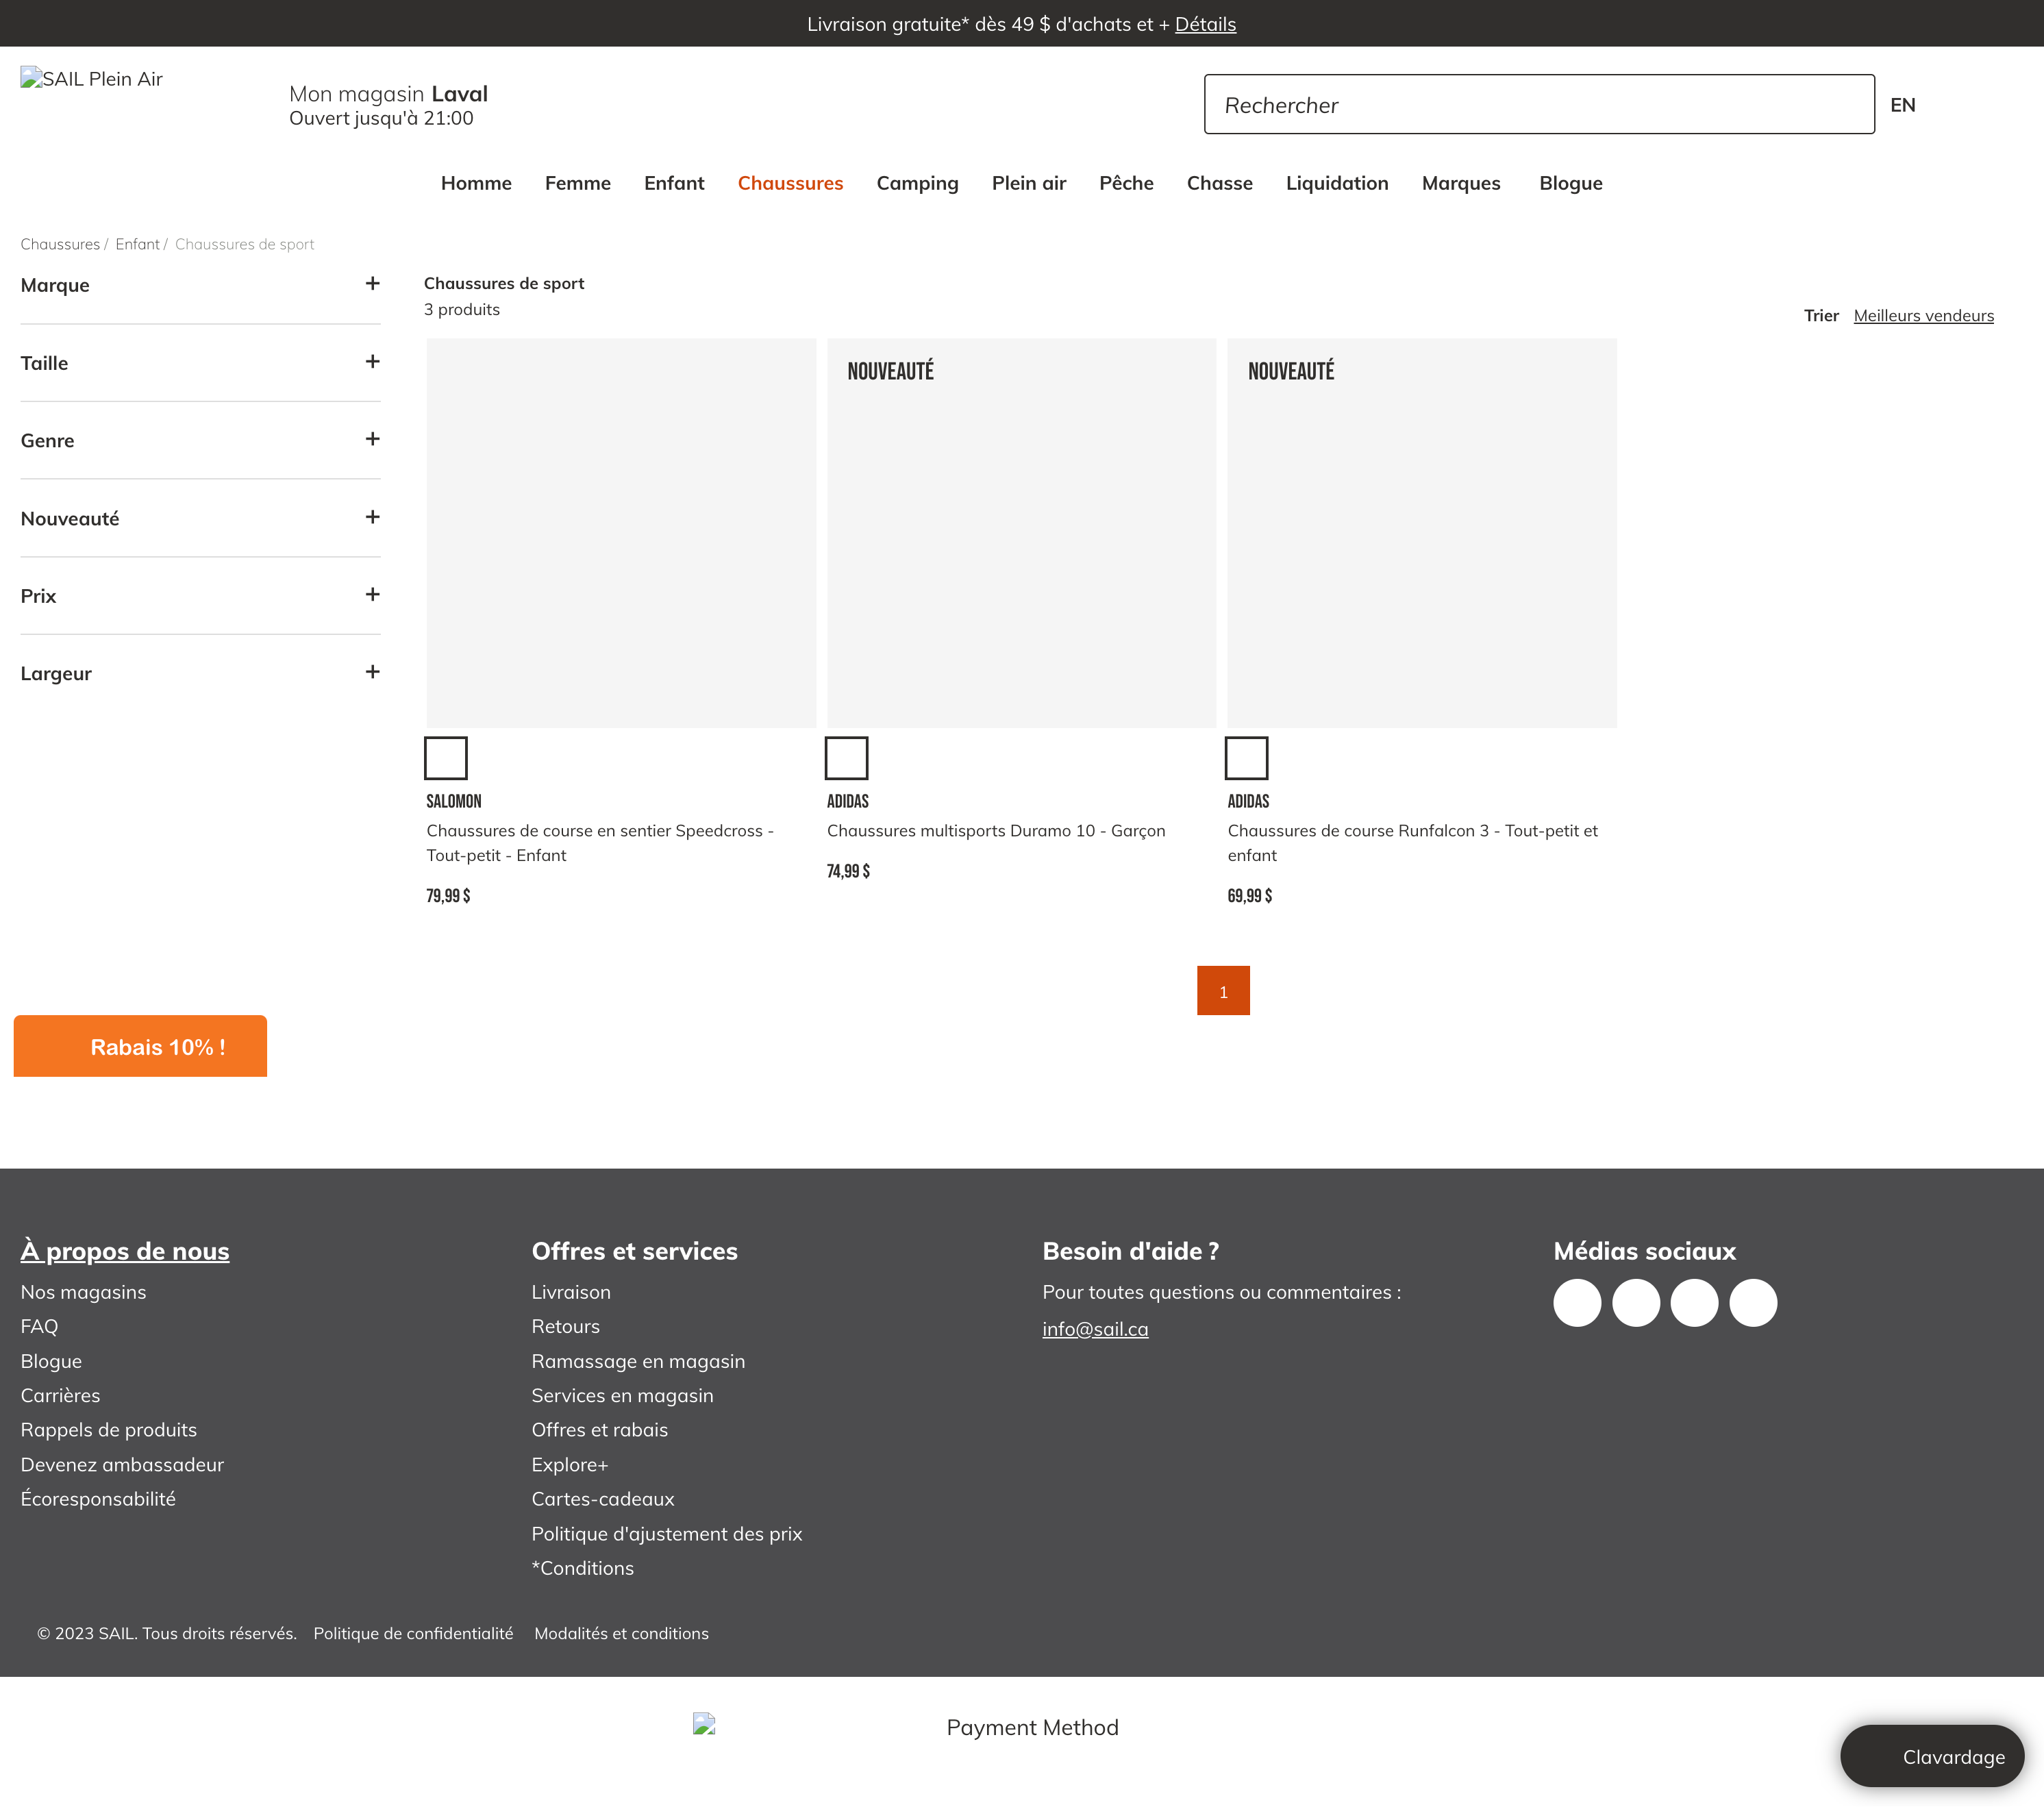 Livraison gratuite* dès 49 $ d'achats et + Détails
SAIL Plein Air
Mon magasin Laval
Ouvert jusqu'à 21:00
Rechercher
EN
Homme Femme Enfant Chaussures Camping Plein air Pêche Chasse Liquidation Marques Blogue
Chaussures / Enfant / Chaussures de sport
Marque +
Taille +
Genre +
Nouveauté +
Prix +
Largeur +
Chaussures de sport
3 produits
Trier Meilleurs vendeurs
SALOMON
Chaussures de course en sentier Speedcross -
Tout-petit - Enfant
79,99 $
NOUVEAUTÉ
ADIDAS
Chaussures multisports Duramo 10 - Garçon
74,99 $
NOUVEAUTÉ
ADIDAS
Chaussures de course Runfalcon 3 - Tout-petit et
enfant
69,99 $
1
Rabais 10% !
À propos de nous
Nos magasins
FAQ
Blogue
Carrières
Rappels de produits
Devenez ambassadeur
Écoresponsabilité
Offres et services
Livraison
Retours
Ramassage en magasin
Services en magasin
Offres et rabais
Explore+
Cartes-cadeaux
Politique d'ajustement des prix
*Conditions
Besoin d'aide ?
Pour toutes questions ou commentaires :
info@sail.ca
Médias sociaux
© 2023 SAIL. Tous droits réservés. Politique de confidentialité Modalités et conditions
Payment Method
Clavardage